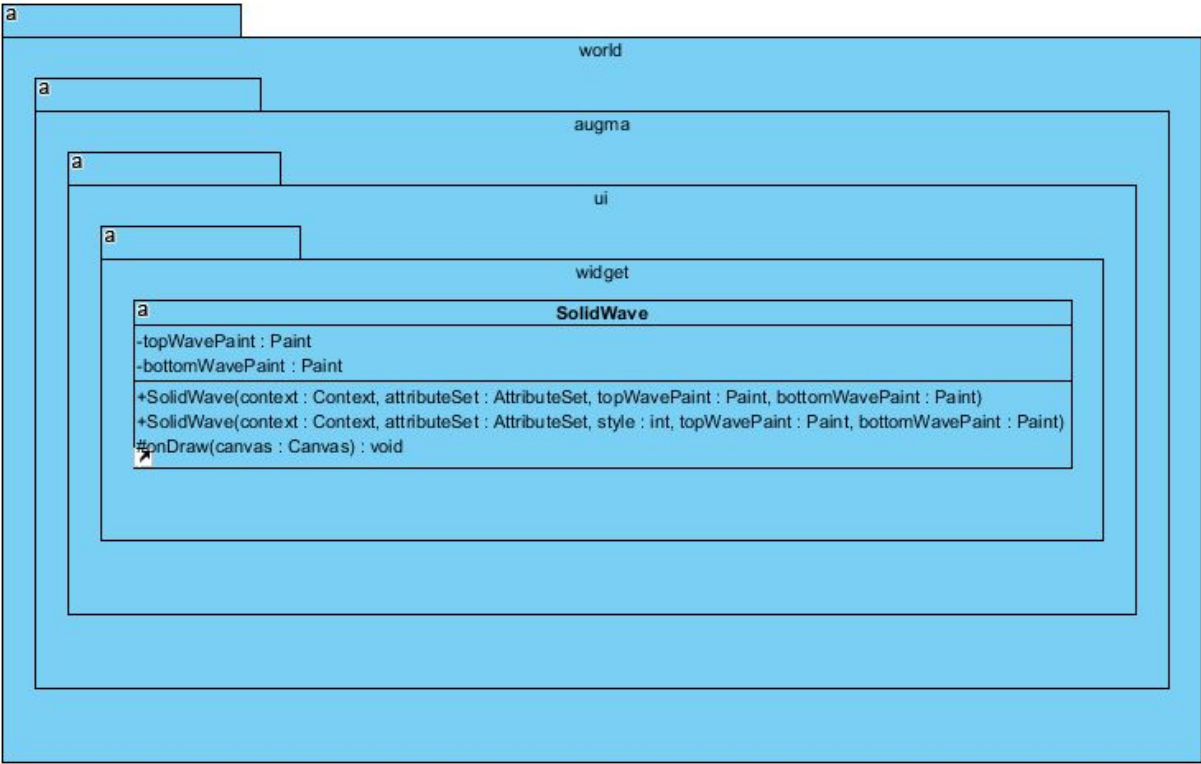 a
world
a
augma
a
ui
a
widget
a
SolidWave
-topWavePaint : Paint
-bottomWavePaint : Paint
+SolidWave(context : Context, attributeSet : AttributeSet, topWavePaint : Paint, bottomWavePaint : Paint)
+SolidWave(context : Context, attributeSet : AttributeSet, style : int, topWavePaint : Paint, bottomWavePaint : Paint)
#onDraw(canvas : Canvas) : void